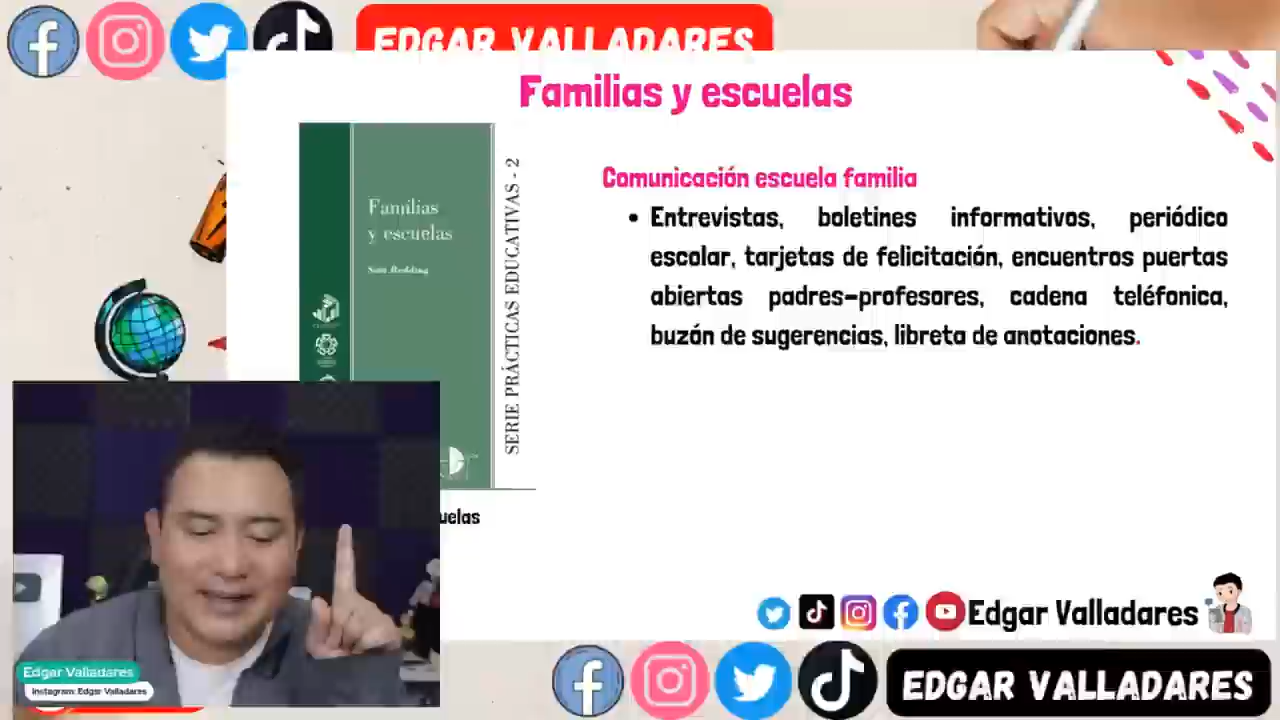 EDGAR VALLADARES
Familias y escuelas
Familias
y escuelas
Sam Redding
SERIE PRÁCTICAS EDUCATIVAS - 2
Comunicación escuela familia
• Entrevistas, boletines informativos, periódico
escolar, tarjetas de felicitación, encuentros puertas
abiertas padres-profesores, cadena teléfonica,
buzón de sugerencias, libreta de anotaciones.
uelas
Edgar Valladares
Edgar Valladares
Instagram: Edgar Valladares
EDGAR VALLADARES